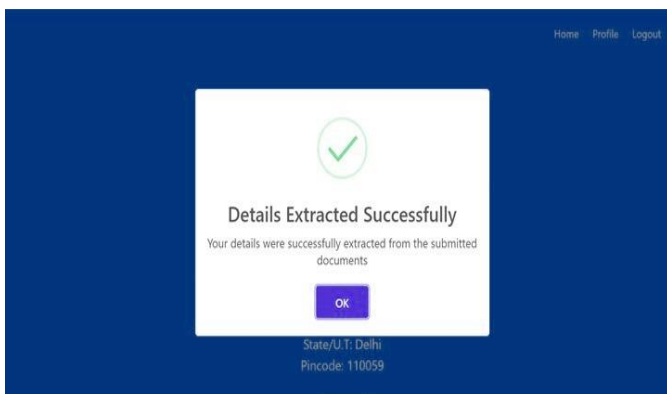 Home Profile Logout
Details Extracted Successfully
Your details were successfully extracted from the submitted
documents
OK
State/U.T: Delhi
Pincode: 110059